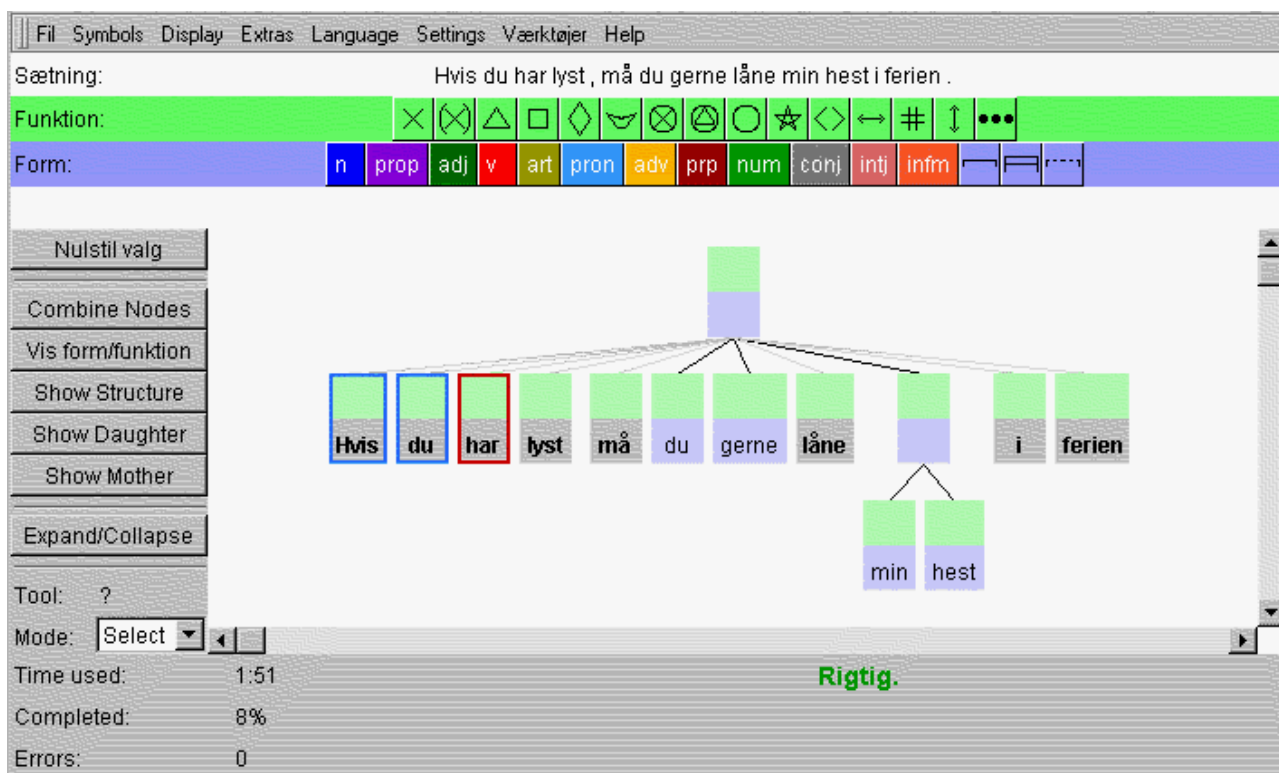 Fil Symbols Display Extras Language Settings Værktøjer Help
Sætning: Hvis du har lyst , må du gerne låne min hest i ferien .
Funktion:
Form: n prop adj v art pron adv prp num conj intj infm
Nulstil valg
Combine Nodes
Vis form/funktion
Show Structure
Show Daughter
Show Mother
Expand/Collapse
Hvis du har lyst må du gerne låne i ferien
min hest
Tool: ?
Mode: Select
Time used: 1:51 Rigtig.
Completed: 8%
Errors: 0